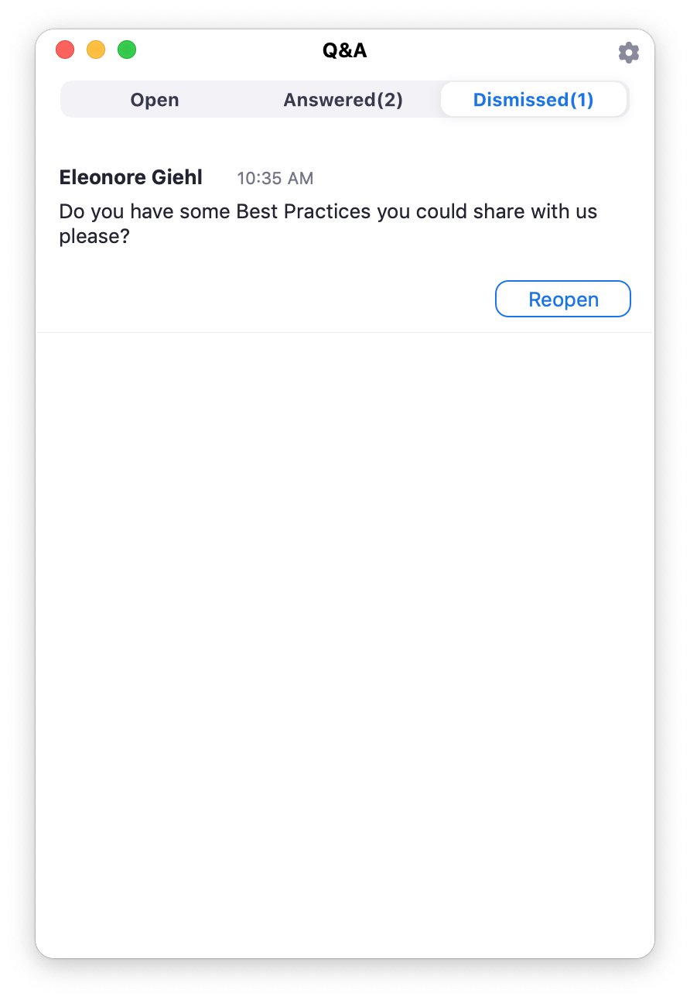 Q&A
Open Answered(2) Dismissed(1)
Eleonore Giehl 10:35 AM
Do you have some Best Practices you could share with us
please?
Reopen